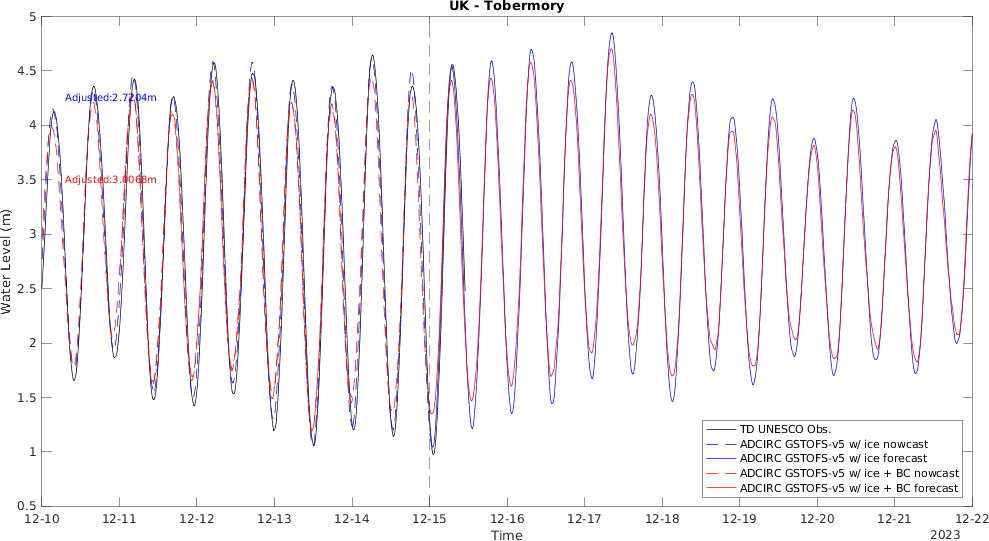 UK - Tobermory
Water Level (m)
5
4.5
4
3.5
3
2.5
2
1.5
1
0.5
Adjusted:2.7204m
Adjusted:3.0068m
TD UNESCO Obs.
ADCIRC GSTOFS-v5 w/ ice nowcast
ADCIRC GSTOFS-v5 w/ ice forecast
ADCIRC GSTOFS-v5 w/ ice + BC nowcast
ADCIRC GSTOFS-v5 w/ ice + BC forecast
12-10 12-11 12-12 12-13 12-14 12-15 12-16 12-17 12-18 12-19 12-20 12-21 12-22
Time
2023